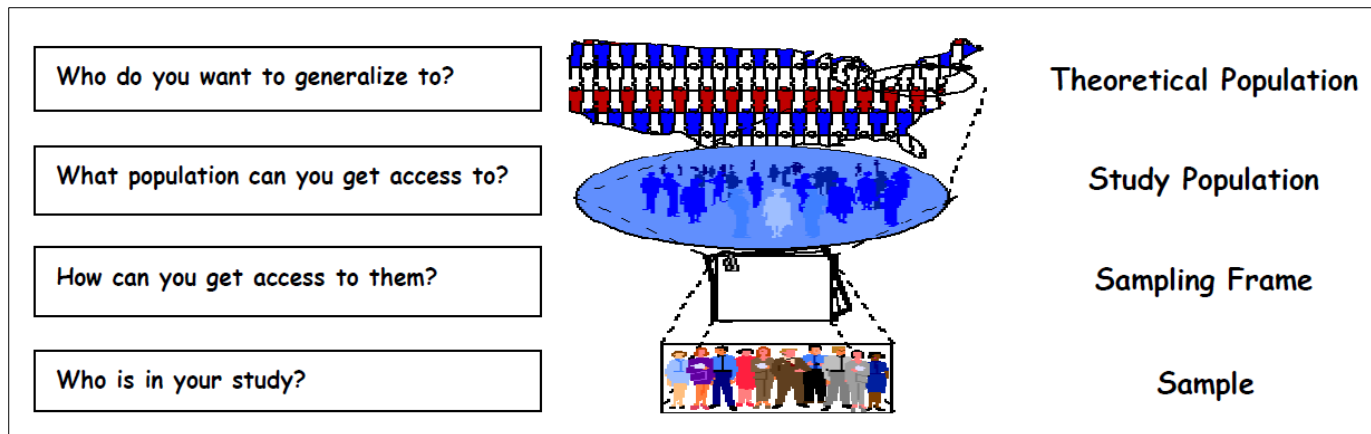 Who do you want to generalize to?
Theoretical Population
What population can you get access to?
Study Population
How can you get access to them?
Sampling Frame
Who is in your study?
Sample